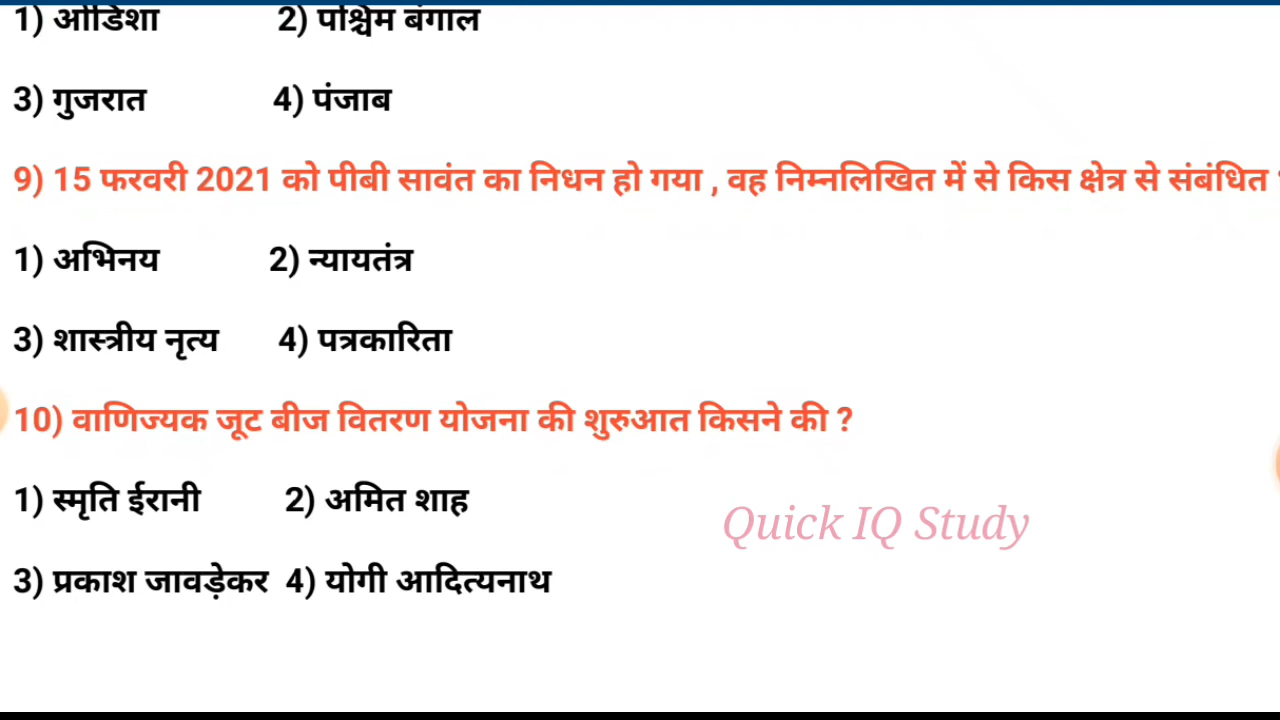 1) ओडिशा 2) पश्चिम बंगाल
3) गुजरात 4) पंजाब
9) 15 फरवरी 2021 को पीबी सावंत का निधन हो गया , वह निम्नलिखित में से किस क्षेत्र से संबंधित
1) अभिनय 2) न्यायतंत्र
3) शास्त्रीय नृत्य 4) पत्रकारिता
10) वाणिज्यक जूट बीज वितरण योजना की शुरुआत किसने की ?
1) स्मृति ईरानी 2) अमित शाह
Quick IQ Study
3) प्रकाश जावड़ेकर 4) योगी आदित्यनाथ